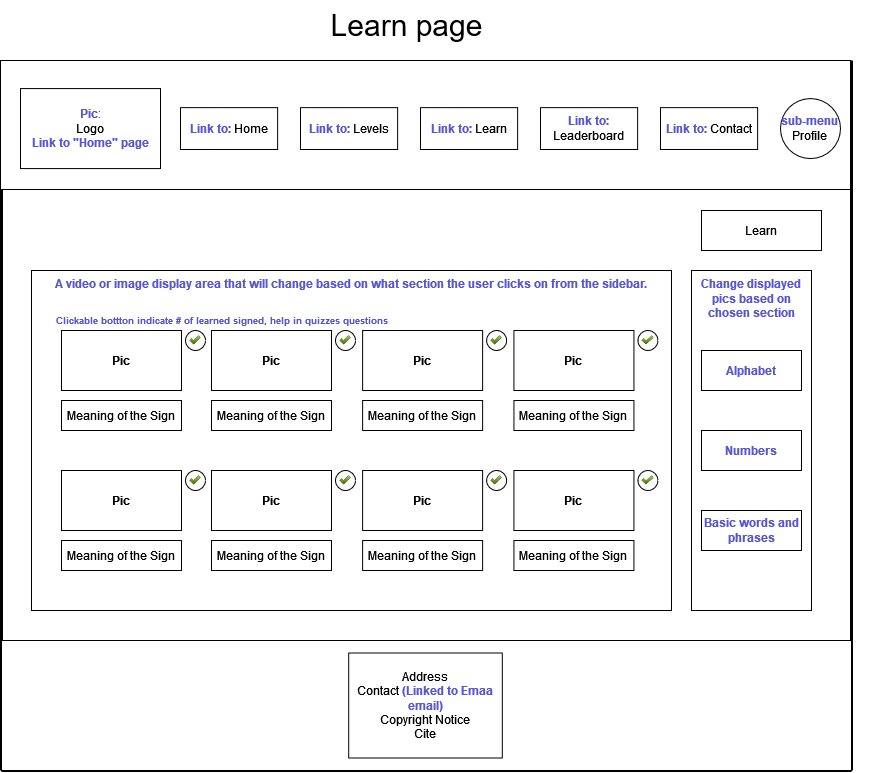 Learn page
Pic:
Logo
Link to "Home" page
Link to: Home
Link to: Levels
Link to: Learn
Link to:
Leaderboard
Link to: Contact
sub-menu
Profile
Learn
A video or image display area that will change based on what section the user clicks on from the sidebar.
Clickable bottton indicate # of learned signed, help in quizzes questions
Pic
Pic
Pic
Pic
Meaning of the Sign
Meaning of the Sign
Meaning of the Sign
Meaning of the Sign
Pic
Pic
Pic
Pic
Meaning of the Sign
Meaning of the Sign
Meaning of the Sign
Meaning of the Sign
Change displayed
pics based on
chosen section
Alphabet
Numbers
Basic words and
phrases
Address
Contact (Linked to Emaa
email)
Copyright Notice
Cite